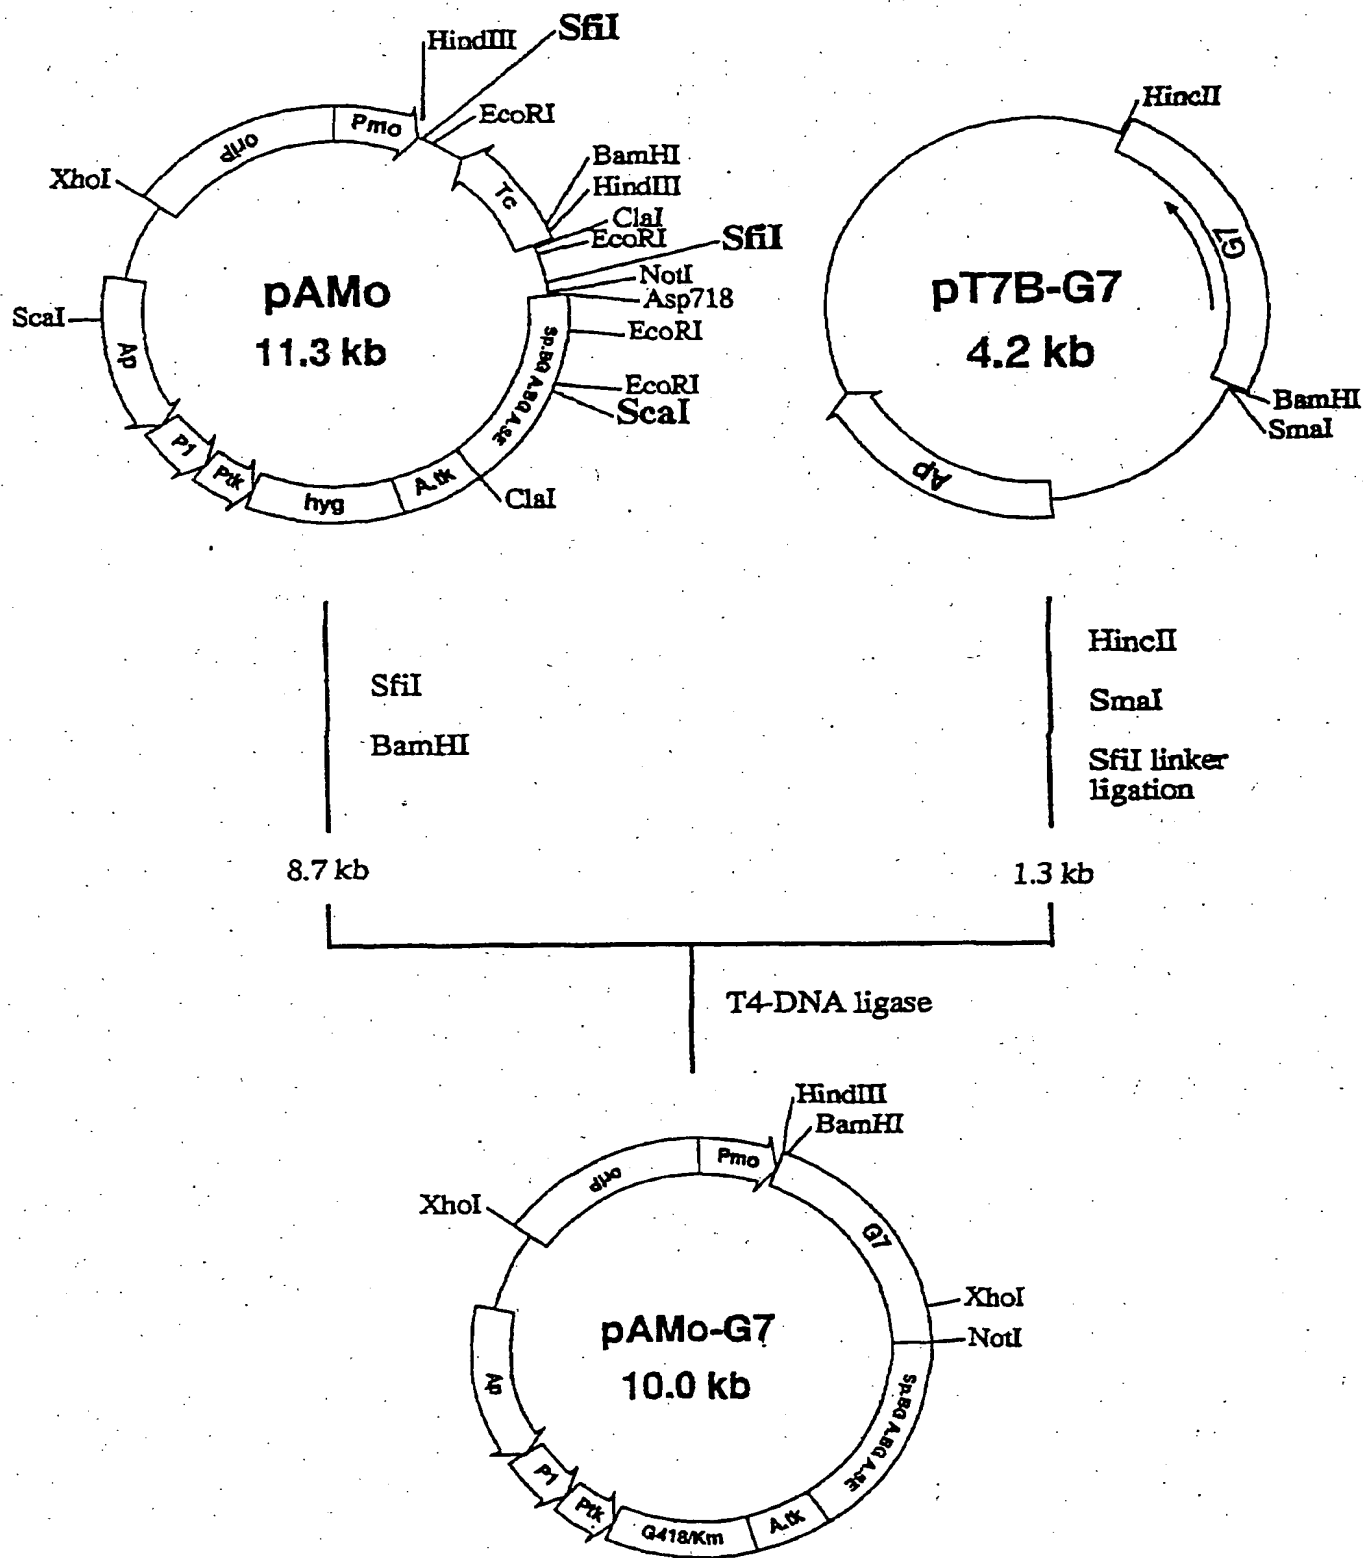 HindIII
SfiI
EcoRI
BamHI
HindIII
ClaI
EcoRI
SfiI
NotI
Asp718
EcoRI
EcoRI
ScaI
ClaI
XhoI
ScaI
oriP
Pmo
Tc
Sp.BG A.BG A.SE
A.tk
hyg
Ptk
P1
Ap
pAMo
11.3 kb
HincII
G7
BamHI
SmaI
Ap
pT7B-G7
4.2 kb
SfiI
BamHI
8.7 kb
HincII
SmaI
SfiI linker
ligation
1.3 kb
T4-DNA ligase
HindIII
BamHI
XhoI
oriP
Pmo
G7
XhoI
NotI
Sp.BG A.BG A.SE
A.tk
G418/Km
Ptk
P1
Ap
pAMo-G7
10.0 kb